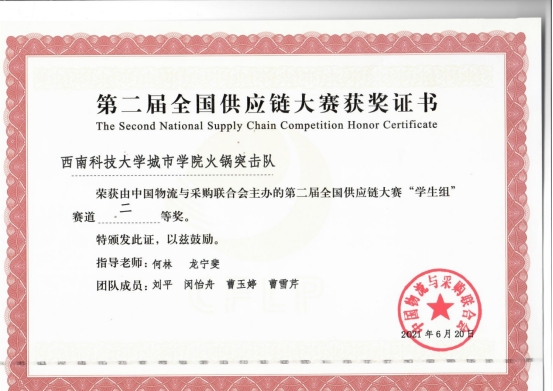 第二届全国供应链大赛获奖证书
The Second National Supply Chain Competition Honor Certificate
西南科技大学城市学院火锅突击队
荣获由中国物流与采购联合会主办的第二届全国供应链大赛“学生组”
赛道 二 等奖。
特颁发此证，以兹鼓励。
指导老师：何林 龙宁斐
团队成员：刘平 闵怡舟 曹玉婷 曹雪芹
中国物流与采购联合会
2021年6月20日